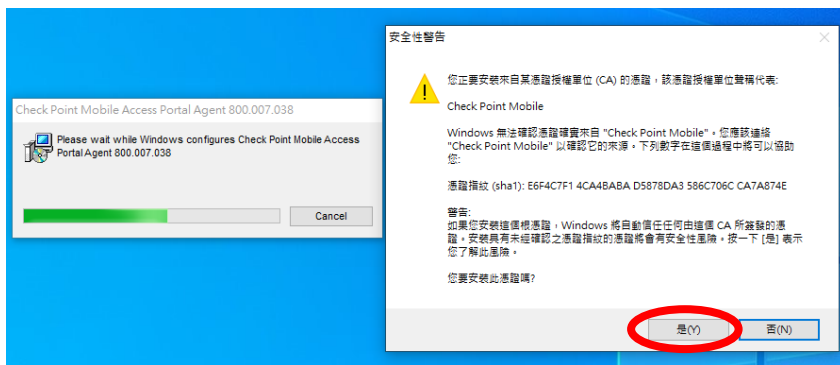 安全性警告
您正要安裝來自某憑證授權單位 (CA) 的憑證，該憑證授權單位聲稱代表:
Check Point Mobile
Windows 無法確認憑證確實來自 "Check Point Mobile"。您應該連絡
"Check Point Mobile" 以確認它的來源。下列數字在這個過程中將可以協助
您:
憑證指紋 (sha1): E6F4C7F1 4CA4BABA D5878DA3 586C706C CA7A874E
警告:
如果您安裝這個根憑證，Windows 將自動信任任何由這個 CA 所簽發的憑
證。安裝具有未經確認之憑證指紋的憑證將會有安全性風險。按一下 [是] 表示
您了解此風險。
您要安裝此憑證嗎?
是(Y)
否(N)
Check Point Mobile Access Portal Agent 800.007.038
Please wait while Windows configures Check Point Mobile Access
Portal Agent 800.007.038
Cancel